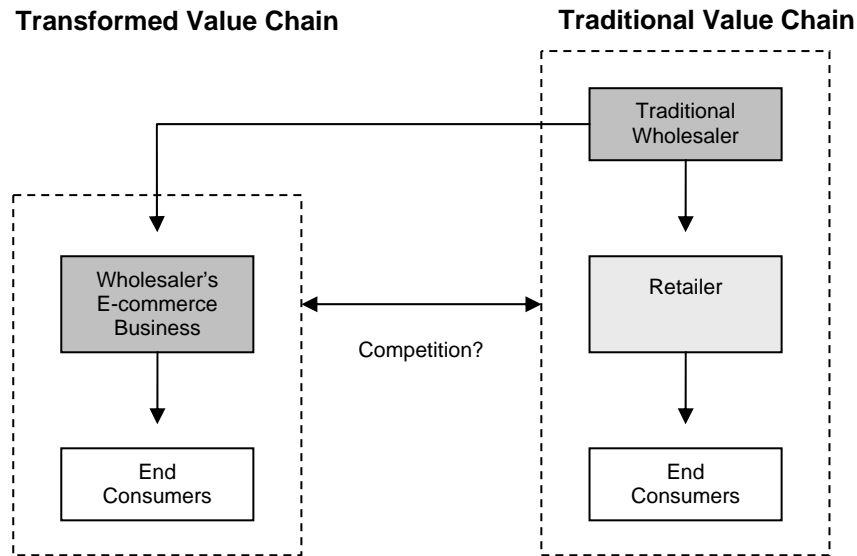 Transformed Value Chain
Traditional Value Chain
Traditional
Wholesaler
Wholesaler’s
E-commerce
Business
Retailer
Competition?
End
Consumers
End
Consumers